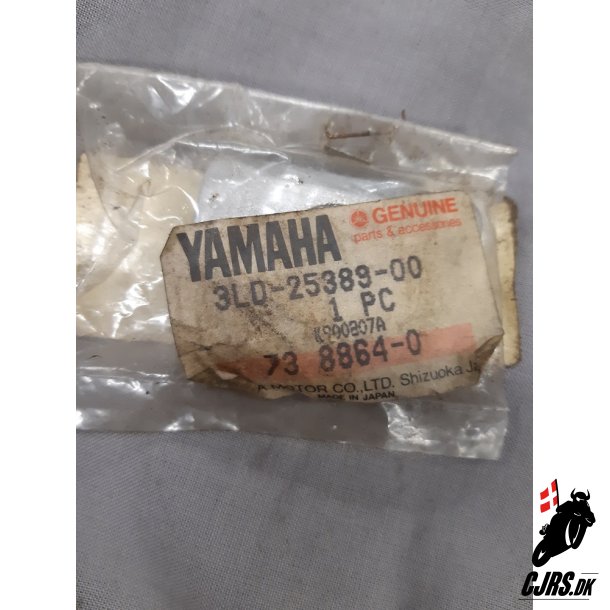 YAMAHA
GENUINE
parts & accessories
3LD-25389-00
1 PC
73 8864-0
A MOTOR CO.,LTD. Shizuoka
MADE IN JAPAN
CJRS.DK